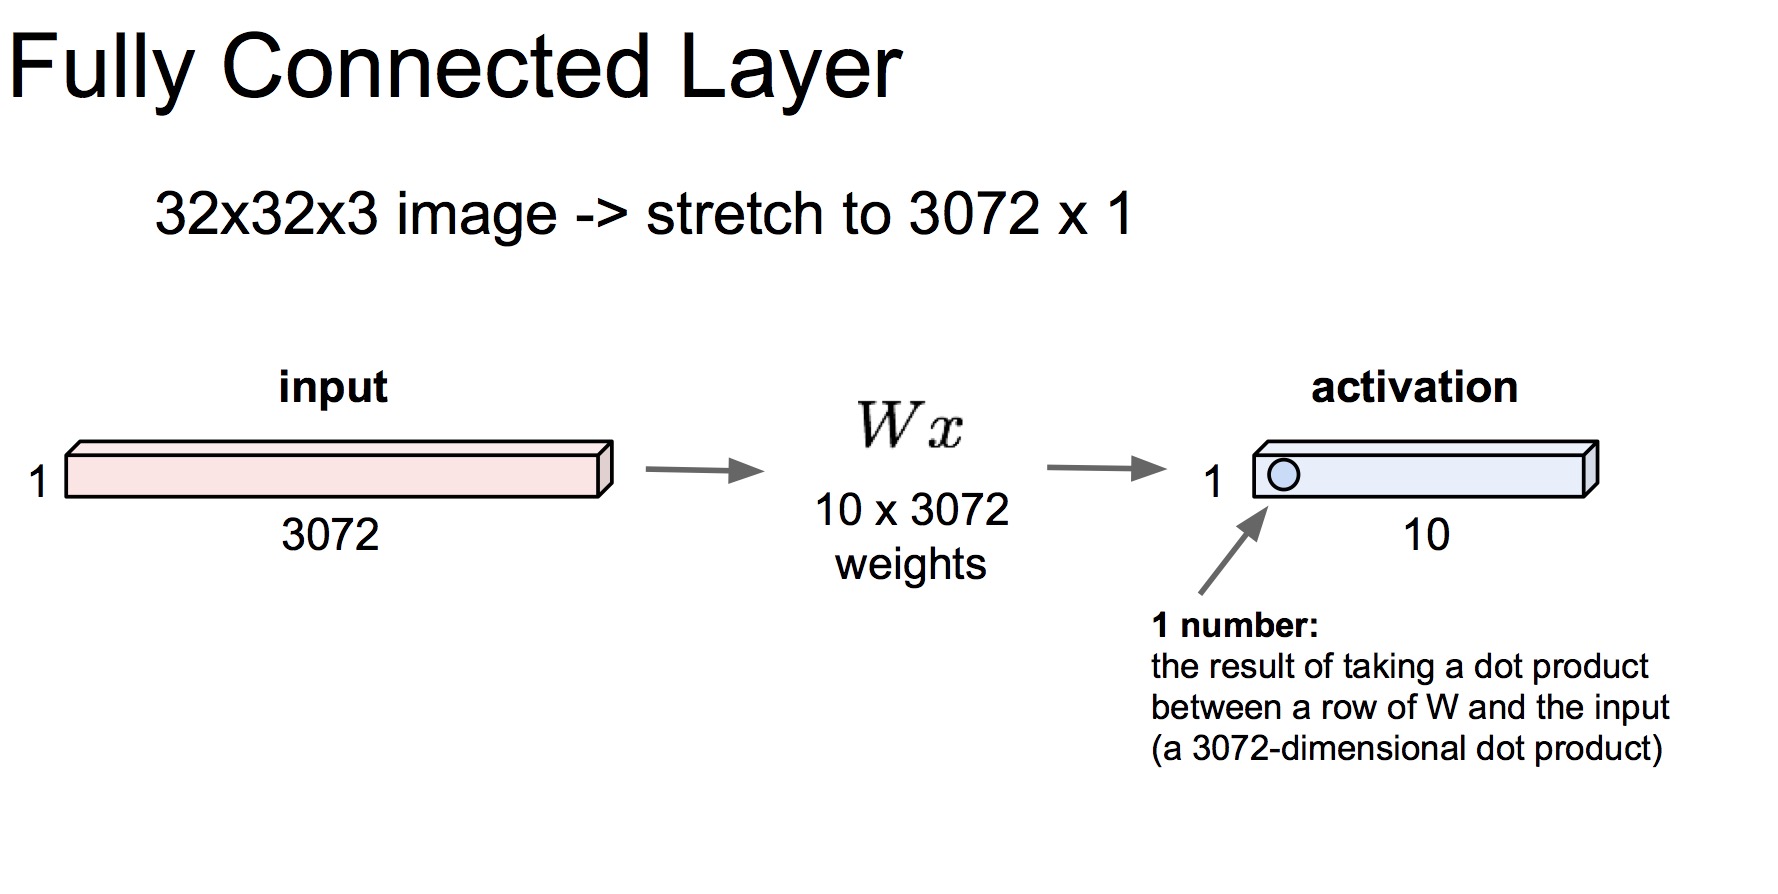 Fully Connected Layer
32x32x3 image -> stretch to 3072 x 1
input
1
3072
Wx
10 x 3072
weights
activation
1
10
1 number:
the result of taking a dot product
between a row of W and the input
(a 3072-dimensional dot product)